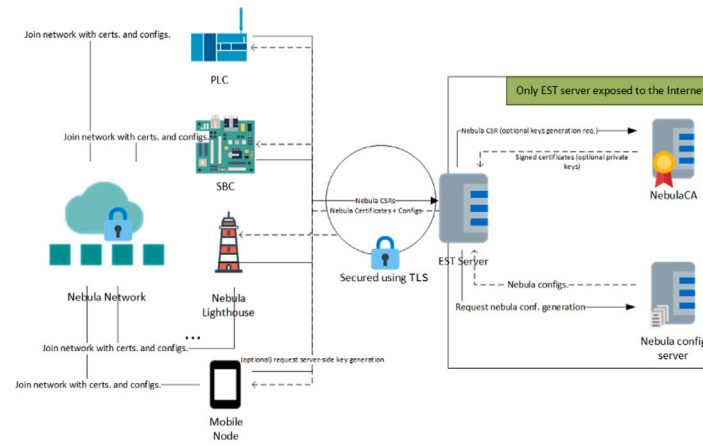 Join network with certs. and configs.
PLC
Only EST server exposed to the Internet
Join network with certs. and configs.
SBC
Nebula CSR (optional keys generation req.)
Signed certificates (optional private
keys)
NebulaCA
Nebula CSRs
Nebula Certificates + Configs
EST Server
Secured using TLS
Nebula Network
Nebula
Lighthouse
Nebula configs.
Request nebula conf. generation
Nebula config
server
...
Join network with certs. and configs.
(optional) request server-side key generation
Join network with certs. and configs.
Mobile
Node